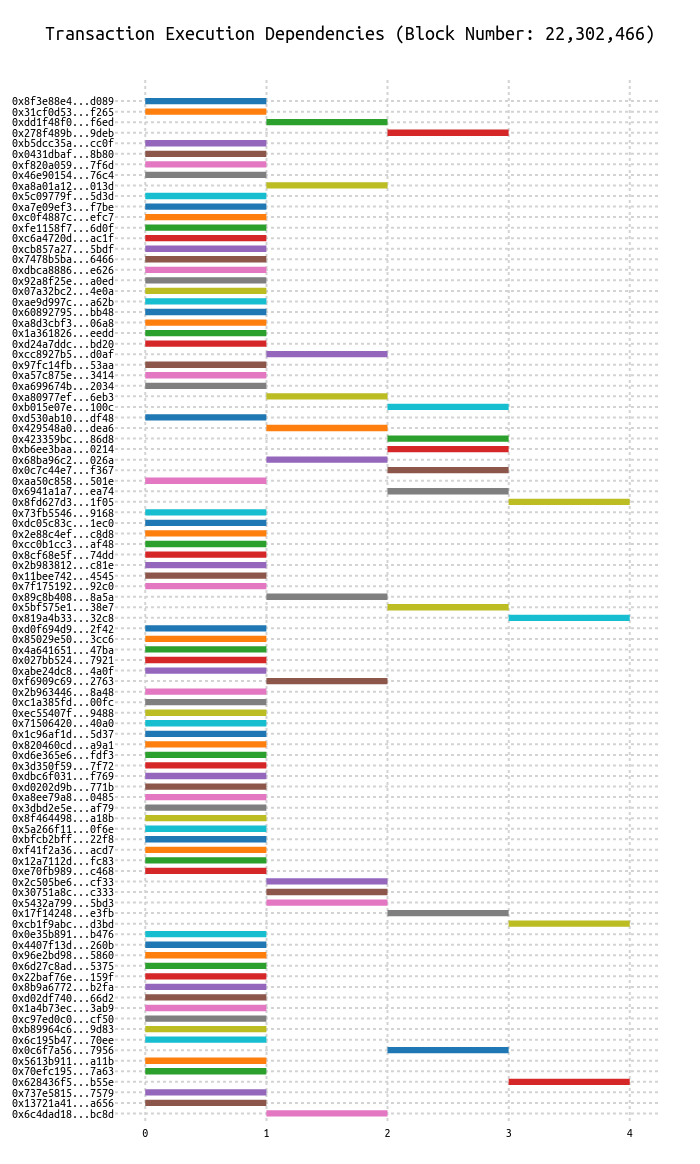 Transaction Execution Dependencies (Block Number: 22,302,466)
0x8f3e88e4...d089
0x31cf0d53...f265
0xdd1f48f0...f6ed
0x278f489b...9deb
0xb5dcc35a...cc0f
0x0431dbaf...8b80
0xf820a059...7f6d
0x46e90154...76c4
0xa8a01a12...013d
0x5c09779f...5d3d
0xa7e09ef3...f7be
0xc0f4887c...efc7
0xfe1158f7...6d0f
0xc6a4720d...ac1f
0xcb857a27...5bdf
0x7478b5ba...6466
0xdbca8886...e626
0x92a8f25e...a0ed
0x07a32bc2...4e0a
0xae9d997c...a62b
0x60892795...bb48
0xa8d3cbf3...06a8
0x1a361826...eedd
0xd24a7ddc...bd20
0xcc8927b5...d0af
0x97fc14fb...53aa
0xa57c875e...3414
0xa699674b...2034
0xa80977ef...6eb3
0xb015e07e...100c
0xd530ab10...df48
0x429548a0...dea6
0x423359bc...86d8
0xb6ee3baa...0214
0x68ba96c2...026a
0x0c7c44e7...f367
0xaa50c858...501e
0x6941a1a7...ea74
0x8fd627d3...1f05
0x73fb5546...9168
0xdc05c83c...1ec0
0x2e88c4ef...c8d8
0xcc0b1cc3...af48
0x8cf68e5f...74dd
0x2b983812...c81e
0x11bee742...4545
0x7f175192...92c0
0x89c8b408...8a5a
0x5bf575e1...38e7
0x819a4b33...32c8
0xd0f694d9...2f42
0x85029e50...3cc6
0x4a641651...47ba
0x027bb524...7921
0xabe24dc8...4a0f
0xf6909c69...2763
0x2b963446...8a48
0xc1a385fd...00fc
0xec55407f...9488
0x71506420...40a0
0x1c96af1d...5d37
0x820460cd...a9a1
0xd6e365e6...fdf3
0x3d350f59...7f72
0xdbc6f031...f769
0xd0202d9b...771b
0xa8ee79a8...0485
0x3dbd2e5e...af79
0x8f464498...a18b
0x5a266f11...0f6e
0xbfcb2bff...22f8
0xf41f2a36...acd7
0x12a7112d...fc83
0xe70fb989...c468
0x2c505be6...cf33
0x30751a8c...c333
0x5432a799...5bd3
0x17f14248...e3fb
0xcb1f9abc...d3bd
0x0e35b891...b476
0x4407f13d...260b
0x96e2bd98...5860
0x6d27c8ad...5375
0x22baf76e...159f
0x8b9a6772...b2fa
0xd02df740...66d2
0x1a4b73ec...3ab9
0xc97ed0c0...cf50
0xb89964c6...9d83
0x6c195b47...70ee
0x0c6f7a56...7956
0x5613b911...a11b
0x70efc195...7a63
0x628436f5...b55e
0x737e5815...7579
0x13721a41...a656
0x6c4dad18...bc8d
0 1 2 3 4